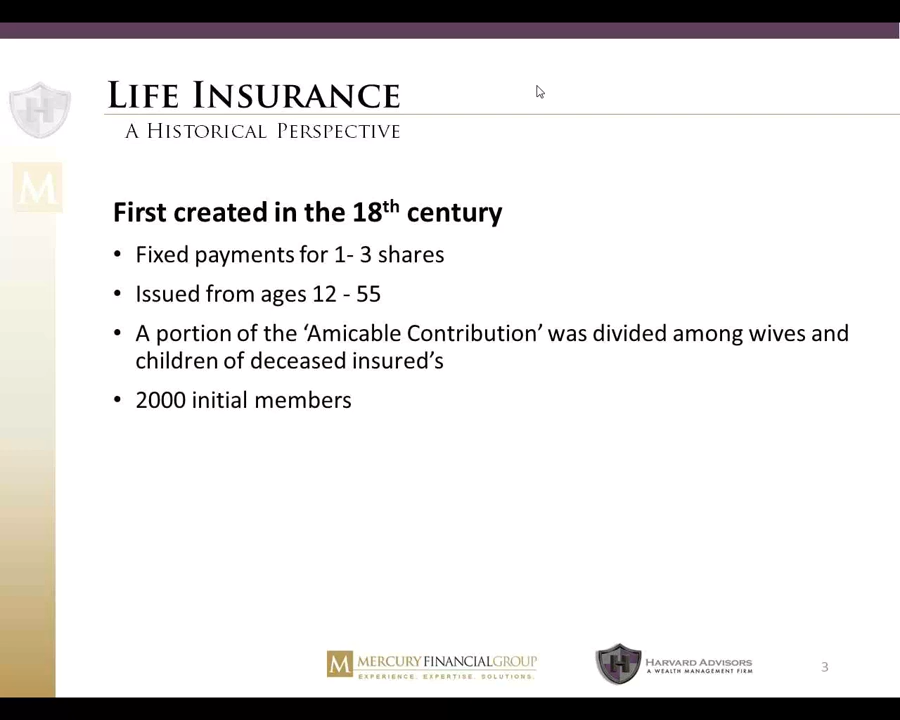 LIFE INSURANCE
A HISTORICAL PERSPECTIVE
H
M
First created in the 18th century
• Fixed payments for 1- 3 shares
• Issued from ages 12 - 55
• A portion of the ‘Amicable Contribution’ was divided among wives and
children of deceased insured’s
• 2000 initial members
M MERCURY FINANCIAL GROUP
EXPERIENCE. EXPERTISE. SOLUTIONS.
H HARVARD ADVISORS
A WEALTH MANAGEMENT FIRM
3